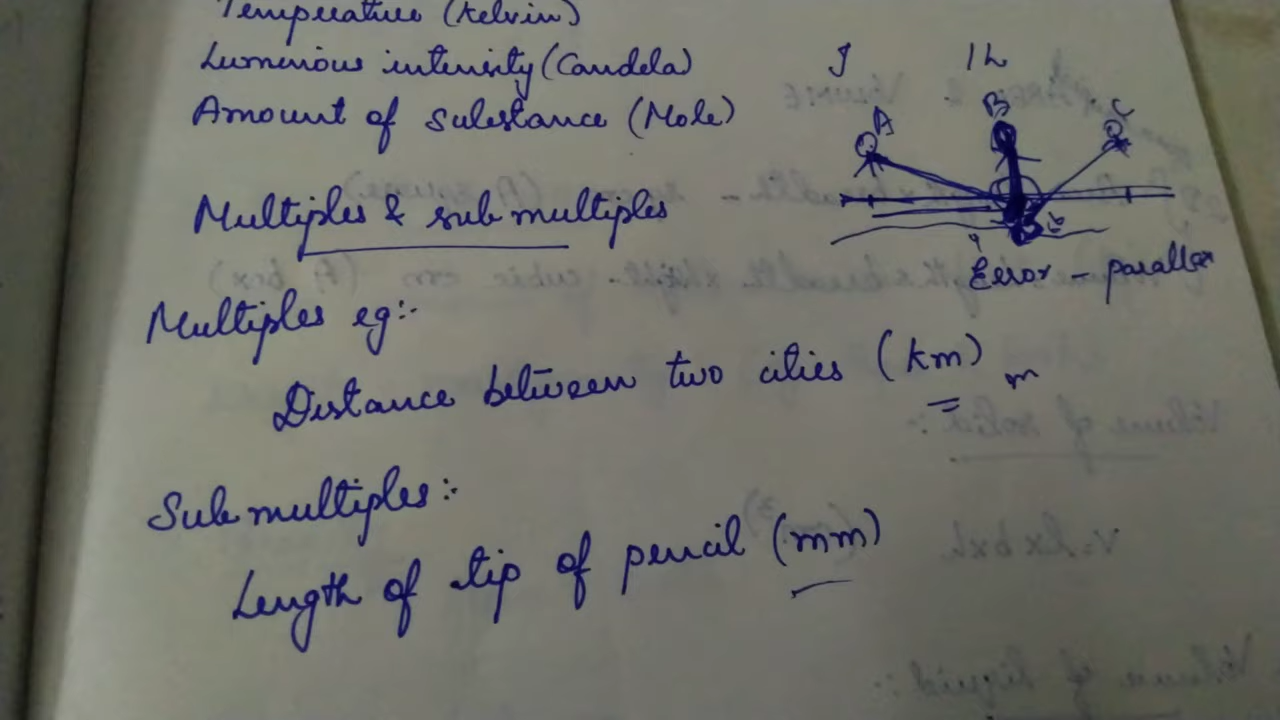 Temperature (Kelvin)
Luminious intensity (Candela)
Amount of substance (Mole)
A B C
Error - parallax
Multiples & sub multiples
Multiples eg:-
Distance between two cities (km) m
Sub multiples:-
Length of tip of pencil (mm)